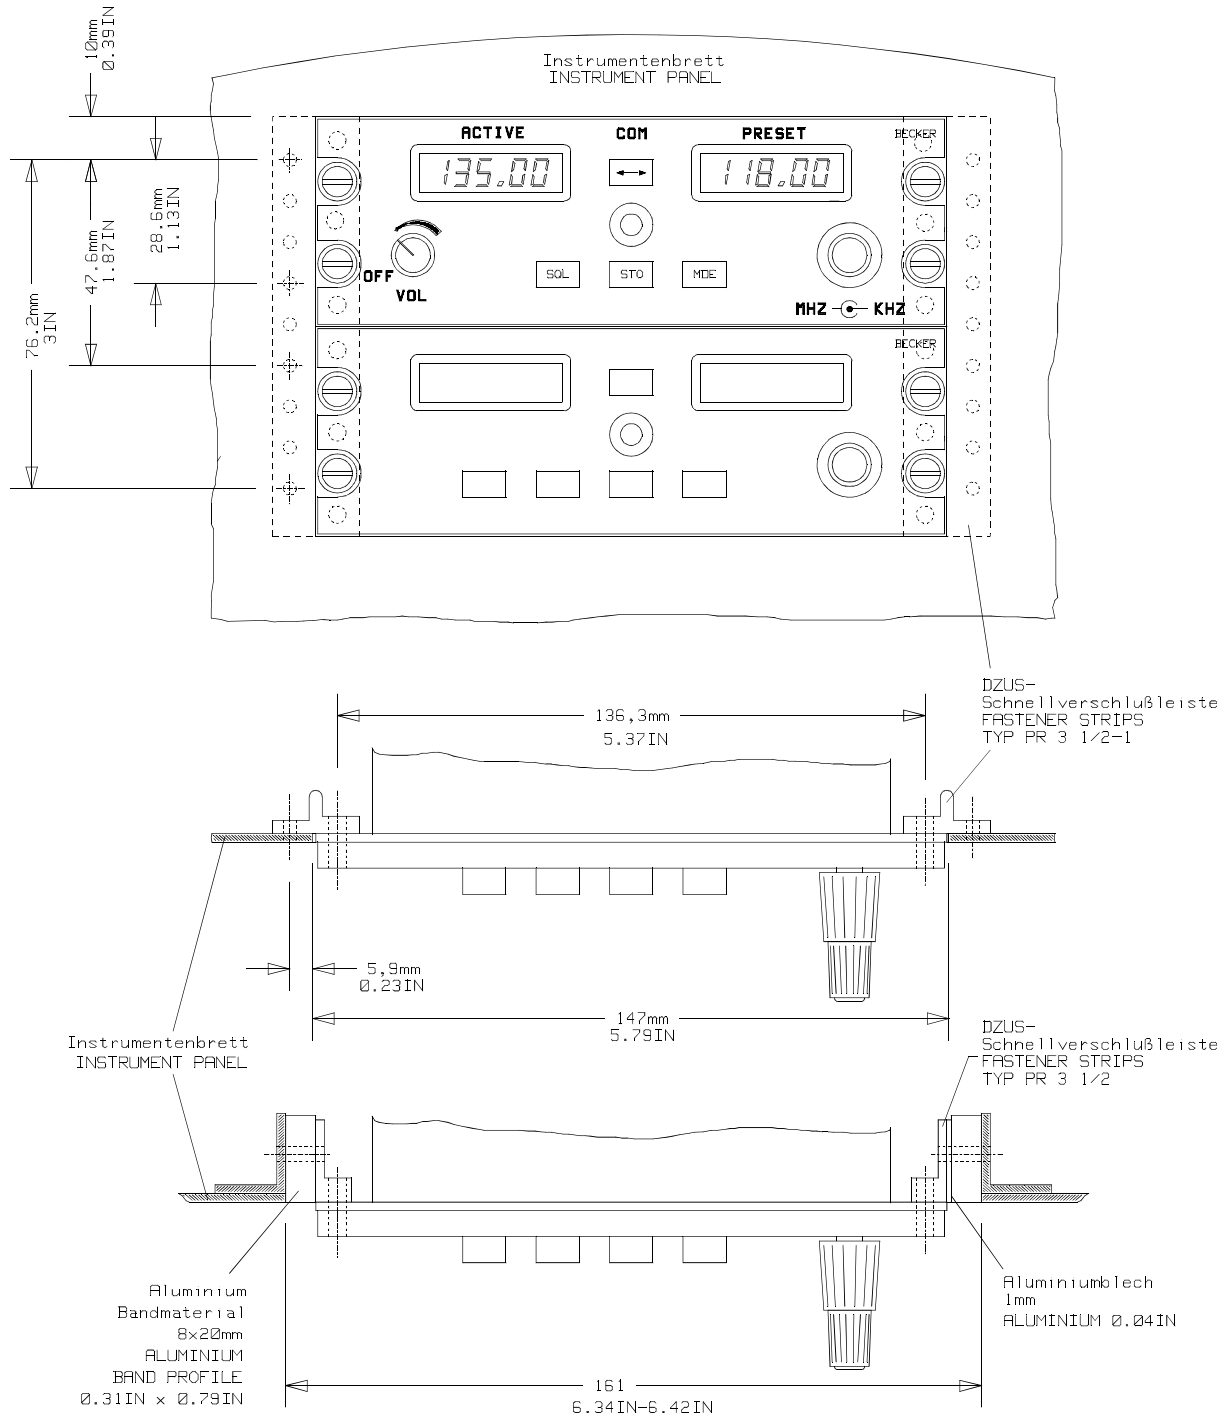 10mm
0.39IN
Instrumentenbrett
INSTRUMENT PANEL
ACTIVE
COM
PRESET
BECKER
135.00
118.00
28.6mm
1.13IN
47.6mm
1.87IN
76.2mm
3IN
OFF
VOL
SQL
STO
MDE
MHZ
KHZ
BECKER
DZUS-
Schnellverschlußleiste
FASTENER STRIPS
TYP PR 3 1/2-1
136,3mm
5.37IN
5,9mm
0.23IN
147mm
5.79IN
Instrumentenbrett
INSTRUMENT PANEL
DZUS-
Schnellverschlußleiste
FASTENER STRIPS
TYP PR 3 1/2
Aluminium
Bandmaterial
8x20mm
ALUMINIUM
BAND PROFILE
0.31IN x 0.79IN
Aluminiumblech
1mm
ALUMINIUM 0.04IN
161
6.34IN-6.42IN